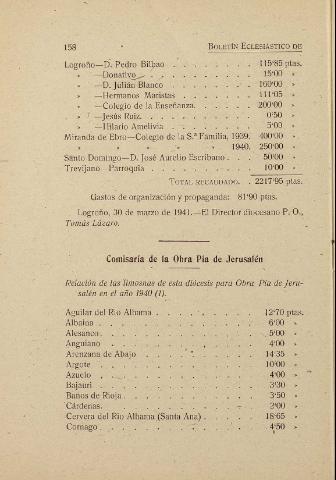 158 BOLETÍN ECLESIÁSTICO DE
Logroño—D. Pedro Bilbao . . . . . . . . 115'85 ptas.
» —Donativo . . . . . . . . . . 15'00 »
» —D. Julián Blanco . . . . . . . . 160'00 »
» —Hermanos Maristas . . . . . . . 111'05 »
» —Colegio de la Enseñanza. . . . . . 200'00 »
» —Jesús Ruiz. . . . . . . . . . 0'50 »
» —Hilario Amelivia . . . . . . . . 5'00 »
Miranda de Ebro—Colegio de la S.ª Familia, 1939. 400'00 »
» » » » » 1940. 250'00 »
Santo Domingo—D. José Aurelio Escribano . . . 50'00 »
Trevijano—Parroquia . . . . . . . . . 10'00 »
TOTAL RECAUDADO. . 2217'95 ptas.
Gastos de organización y propaganda: 81'90 ptas.
Logroño, 30 de marzo de 1941.—El Director diocesano P. O.,
Tomás Lázaro.
Comisaría de la Obra Pía de Jerusalén
Relación de las limosnas de esta diócesis para Obra Pía de Jeru-
salén en el año 1940 (1).
Aguilar del Río Alhama . . . . . . . . 12'70 ptas.
Albaina . . . . . . . . . . . . 6'00 »
Alesanco. . . . . . . . . . . . 5'00 »
Anguiano . . . . . . . . . . . 4'00 »
Arenzana de Abajo . . . . . . . . . 14'35 »
Argote . . . . . . . . . . . . 10'00 »
Azuelo . . . . . . . . . . . . 4'00 »
Bajauri . . . . . . . . . . . . 3'30 »
Baños de Rioja . . . . . . . . . . 3'50 »
Cárdenas. . . . . . . . . . . . 2'00 »
Cervera del Río Alhama (Santa Ana) . . . . . 18'65 »
Cornago . . . . . . . . . . . . 4'50 »